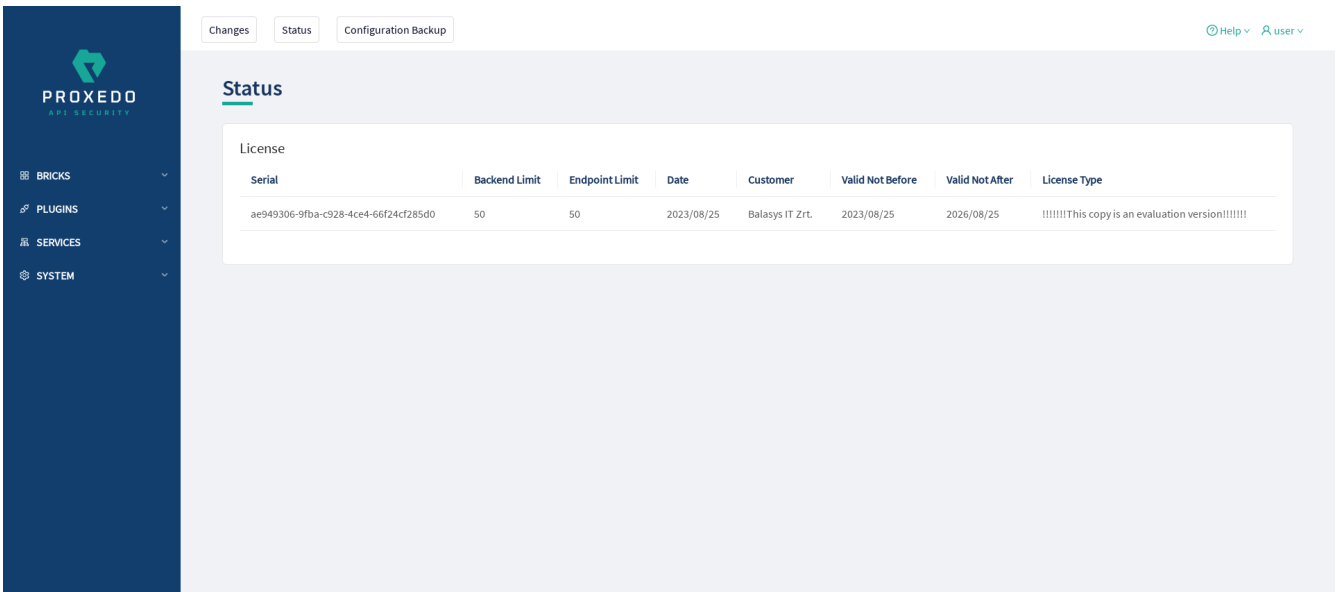 Changes Status Configuration Backup Help user
PROXEDO
API SECURITY
Status
License
BRICKS
PLUGINS
SERVICES
SYSTEM
Serial Backend Limit Endpoint Limit Date Customer Valid Not Before Valid Not After License Type
ae949306-9fba-c928-4ce4-66f24cf285d0 50 50 2023/08/25 Balasys IT Zrt. 2023/08/25 2026/08/25 !!!!!!!This copy is an evaluation version!!!!!!!